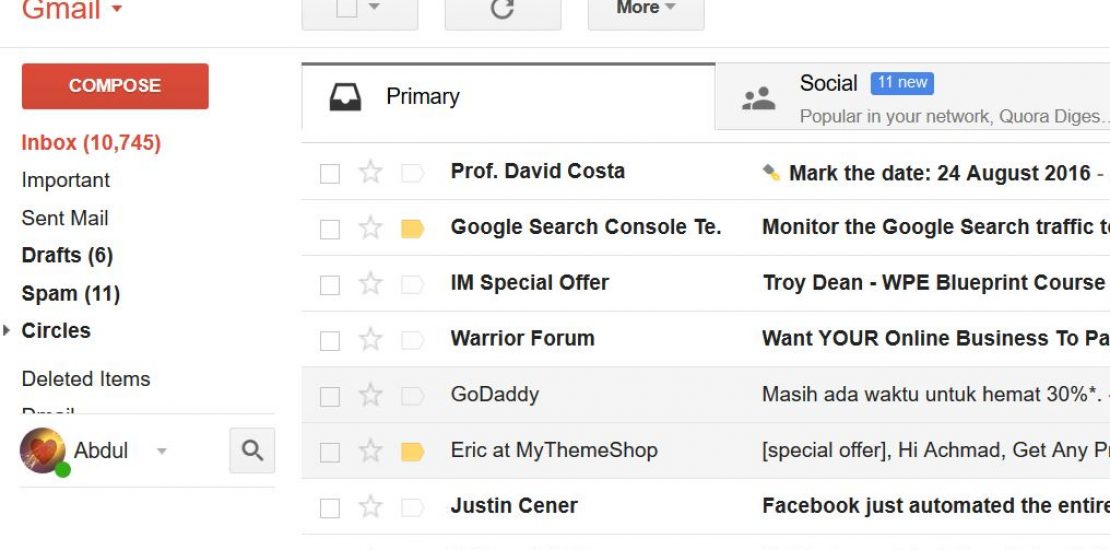 Gmail
More
COMPOSE
Primary
Social 11 new
Popular in your network, Quora Diges...
Inbox (10,745)
Important
Sent Mail
Drafts (6)
Spam (11)
Circles
Deleted Items
Abdul
Prof. David Costa Mark the date: 24 August 2016 -
Google Search Console Te. Monitor the Google Search traffic
IM Special Offer Troy Dean - WPE Blueprint Course
Warrior Forum Want YOUR Online Business To
GoDaddy Masih ada waktu untuk hemat 30%*.
Eric at MyThemeShop [special offer], Hi Achmad, Get Any
Justin Cener Facebook just automated the entire